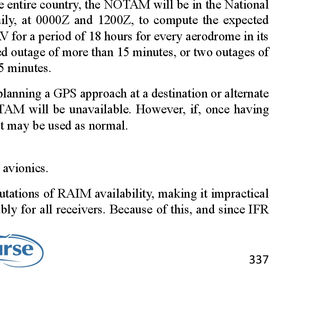 e entire country, the NOTAM will be in the National
ily, at 0000Z and 1200Z, to compute the expected
V for a period of 18 hours for every aerodrome in its
ed outage of more than 15 minutes, or two outages of
5 minutes.
planning a GPS approach at a destination or alternate
TAM will be unavailable. However, if, once having
t may be used as normal.
avionics.
utations of RAIM availability, making it impractical
bly for all receivers. Because of this, and since IFR
urse
337